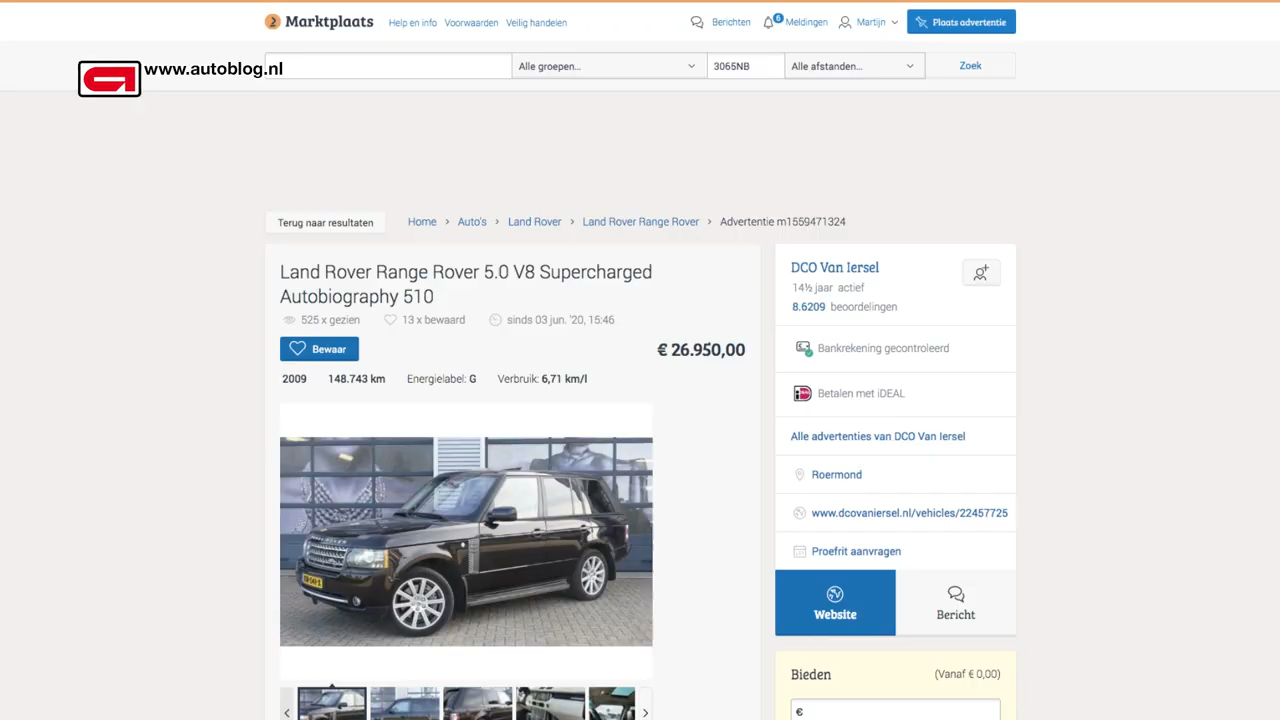 Marktplaats
Help en info Voorwaarden Veilig handelen
Berichten 6 Meldingen Martijn Plaats advertentie
www.autoblog.nl
Alle groepen... 3065NB Alle afstanden... Zoek
Terug naar resultaten
Home > Auto's > Land Rover > Land Rover Range Rover > Advertentie m1559471324
Land Rover Range Rover 5.0 V8 Supercharged
Autobiography 510
525 x gezien 13 x bewaard sinds 03 jun. '20, 15:46
Bewaar € 26.950,00
2009 148.743 km Energielabel: G Verbruik: 6,71 km/l
DCO Van Iersel
14½ jaar actief
8.6209 beoordelingen
Bankrekening gecontroleerd
Betalen met iDEAL
Alle advertenties van DCO Van Iersel
Roermond
www.dcovaniersel.nl/vehicles/22457725
Proefrit aanvragen
Website Bericht
Bieden (Vanaf € 0,00)
€